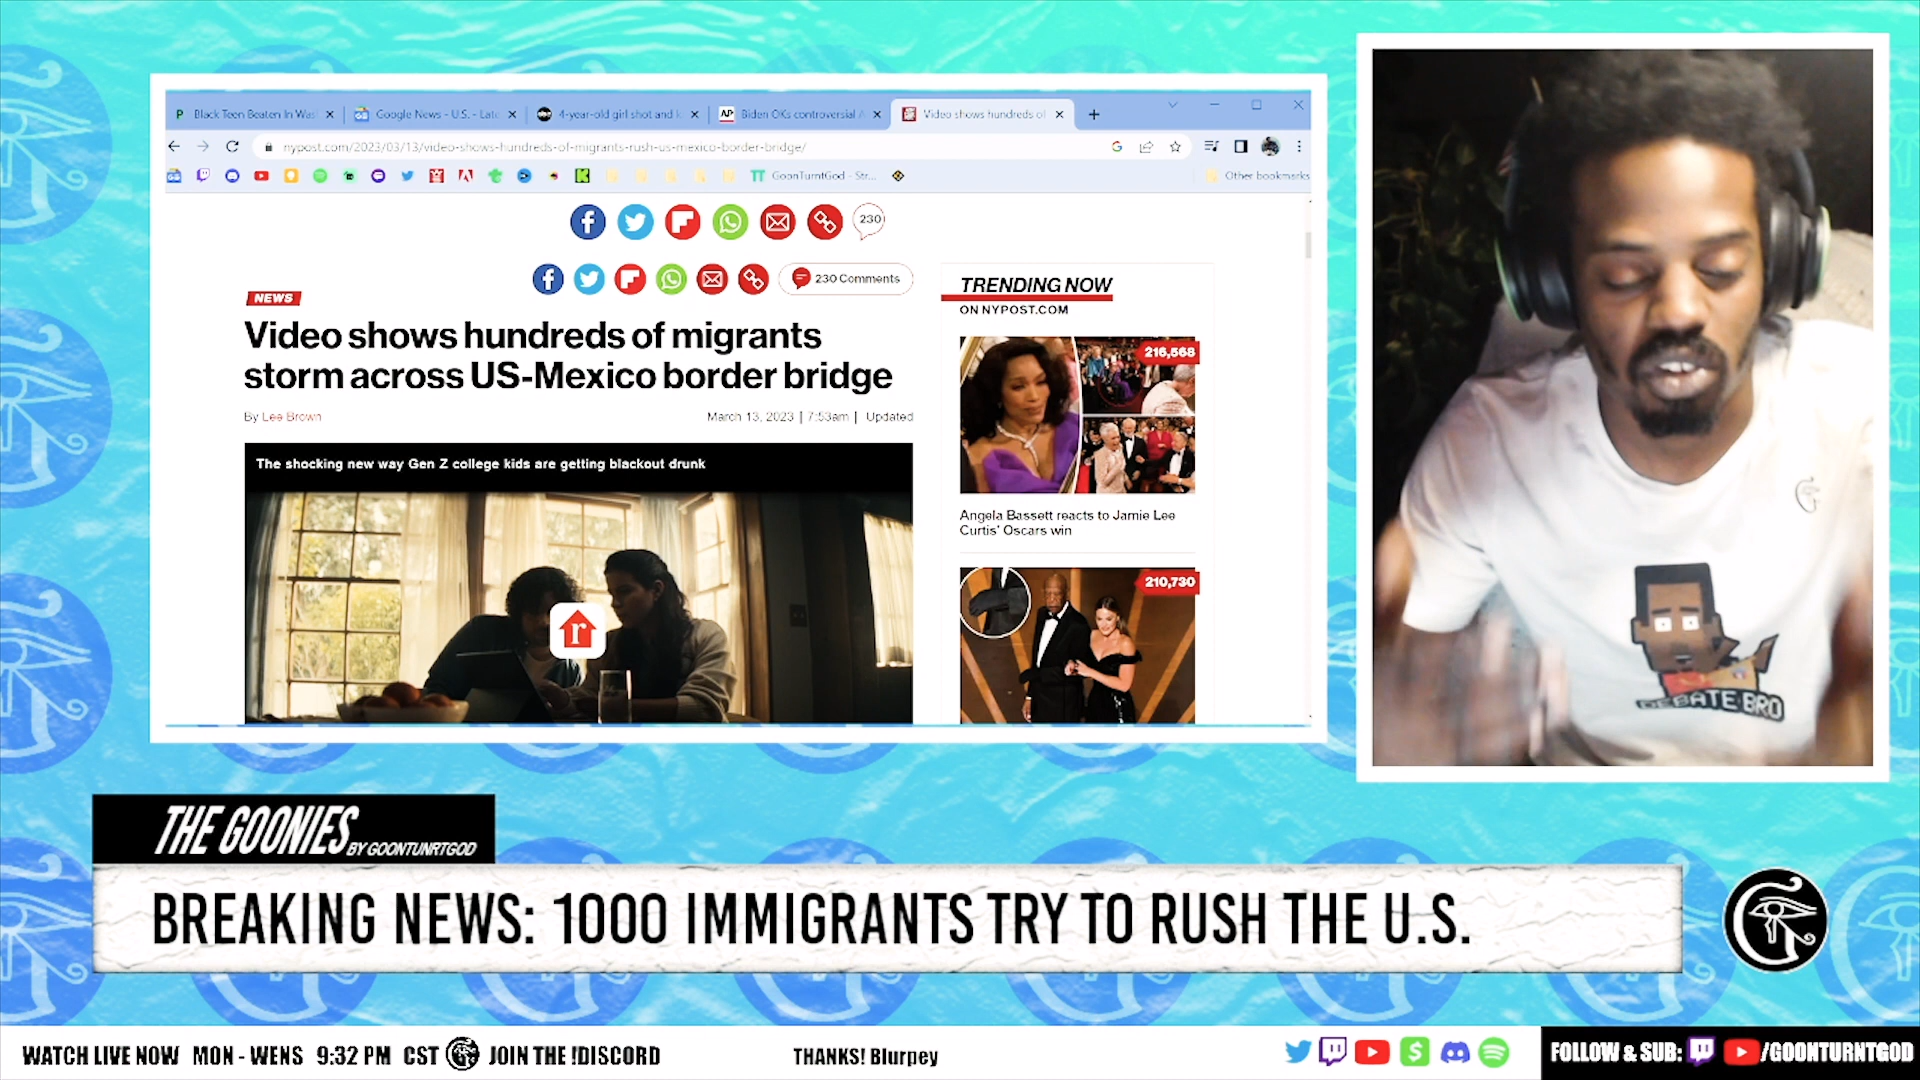 Black Teen Beaten In Was
Google News - U.S. - Late
4-year-old girl shot and k
AP
Biden OKs controversial A
Video shows hundreds of
nypost.com/2023/03/13/video-shows-hundreds-of-migrants-rush-us-mexico-border-bridge/
GoonTurntGod - Str...
Other bookmarks
230
230 Comments
NEWS
Video shows hundreds of migrants
storm across US-Mexico border bridge
By Lee Brown
March 13, 2023 | 7:53am | Updated
The shocking new way Gen Z college kids are getting blackout drunk
r
TRENDING NOW
ON NYPOST.COM
216,568
Angela Bassett reacts to Jamie Lee
Curtis' Oscars win
210,730
DEBATE BRO
THE GOONIES BY GOONTUNRTGOD
BREAKING NEWS: 1000 IMMIGRANTS TRY TO RUSH THE U.S.
WATCH LIVE NOW MON - WENS 9:32 PM CST JOIN THE !DISCORD
THANKS! Blurpey
FOLLOW & SUB: /GOONTURNTGOD